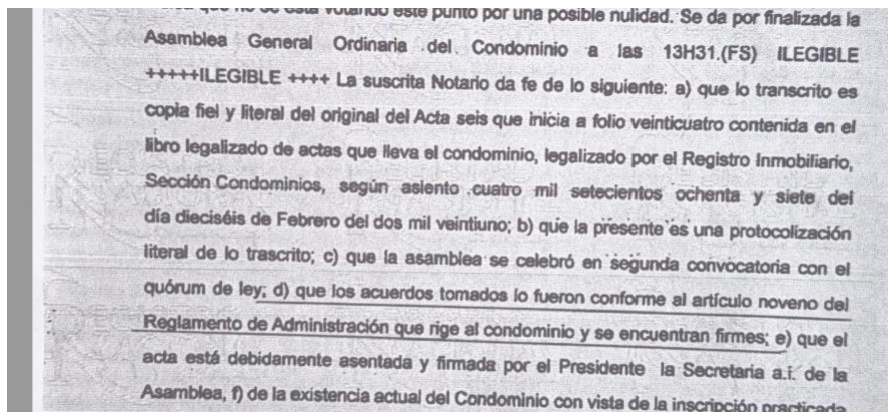 que no se está votando este punto por una posible nulidad. Se da por finalizada la
Asamblea General Ordinaria del Condominio a las 13H31.(FS) ILEGIBLE
+++++ILEGIBLE ++++ La suscrita Notario da fe de lo siguiente: a) que lo transcrito es
copia fiel y literal del original del Acta seis que inicia a folio veinticuatro contenida en el
libro legalizado de actas que lleva el condominio, legalizado por el Registro Inmobiliario,
Sección Condominios, según asiento cuatro mil setecientos ochenta y siete del
día dieciséis de Febrero del dos mil veintiuno; b) que la presente es una protocolización
literal de lo trascrito; c) que la asamblea se celebró en segunda convocatoria con el
quórum de ley; d) que los acuerdos tomados lo fueron conforme al artículo noveno del
Reglamento de Administración que rige al condominio y se encuentran firmes; e) que el
acta está debidamente asentada y firmada por el Presidente la Secretaria a.i. de la
Asamblea, f) de la existencia actual del Condominio con vista de la inscripción practicada